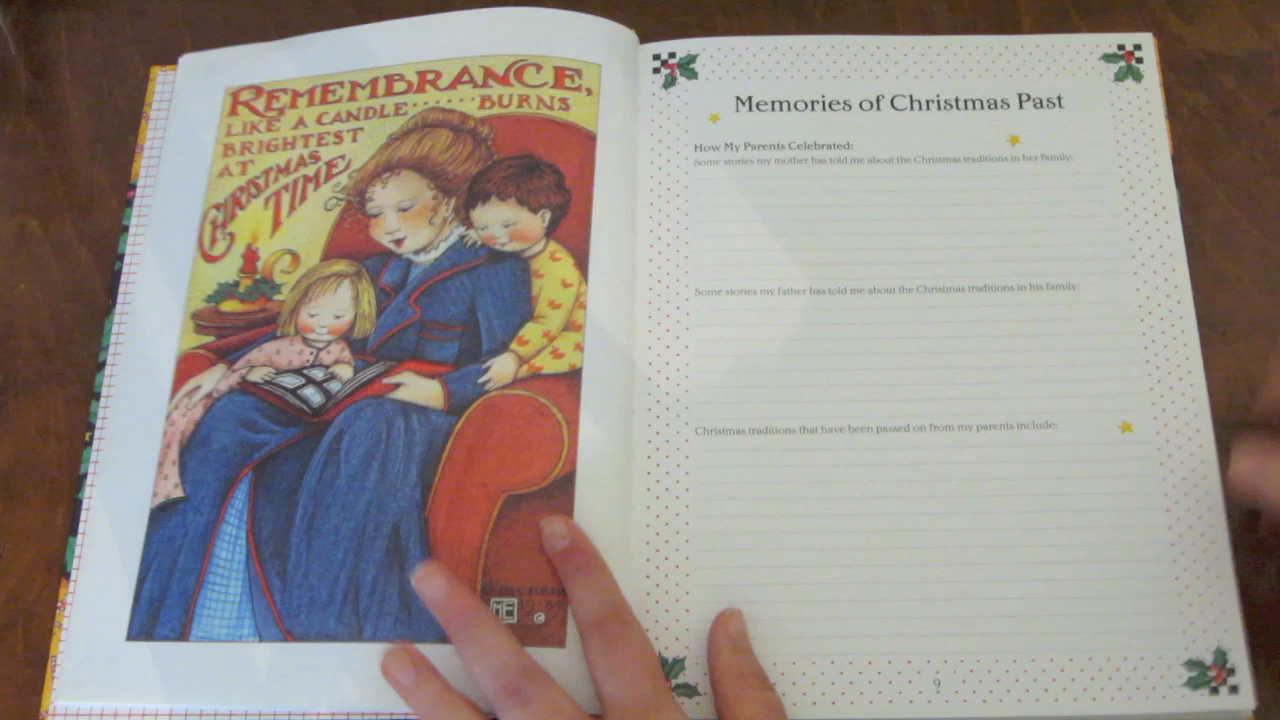 REMEMBRANCE,
LIKE A CANDLE......BURNS
BRIGHTEST
AT
CHRISTMAS
TIME
ME
©
Memories of Christmas Past
How My Parents Celebrated:
Some stories my mother has told me about the Christmas traditions in her family:
Some stories my father has told me about the Christmas traditions in his family:
Christmas traditions that have been passed on from my parents include:
9